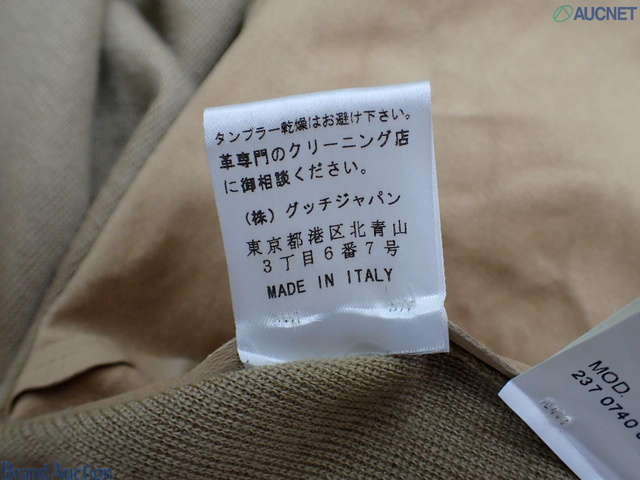 AUCNET
タンブラー乾燥はお避け下さい。
革専門のクリーニング店
に御相談ください。
(株) グッチジャパン
東京都港区北青山
3丁目6番7号
MADE IN ITALY
MOD.
237 0740
Brand Auction